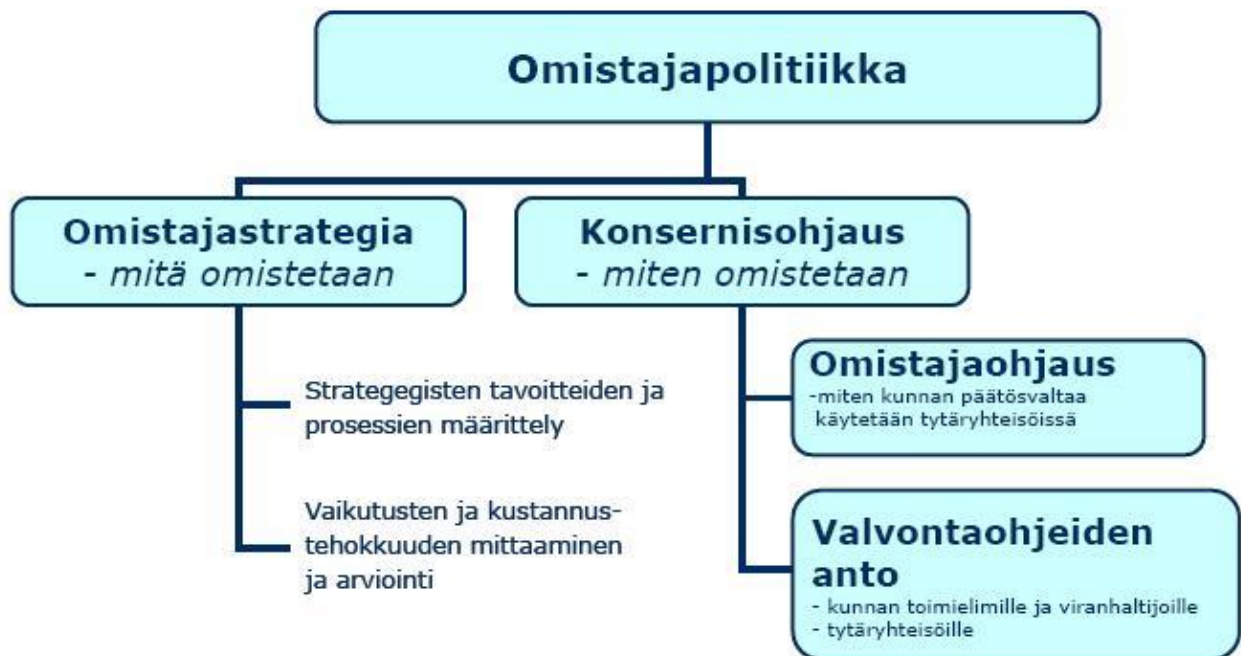 Omistajapolitiikka
Omistajastrategia
- mitä omistetaan
Konsernisohjaus
- miten omistetaan
Strategegisten tavoitteiden ja
prosessien määrittely
Vaikutusten ja kustannus-
tehokkuuden mittaaminen
ja arviointi
Omistajaohjaus
-miten kunnan päätösvaltaa
käytetään tytäryhteisöissä
Valvontaohjeiden
anto
- kunnan toimielimille ja viranhaltijoille
- tytäryhteisöille